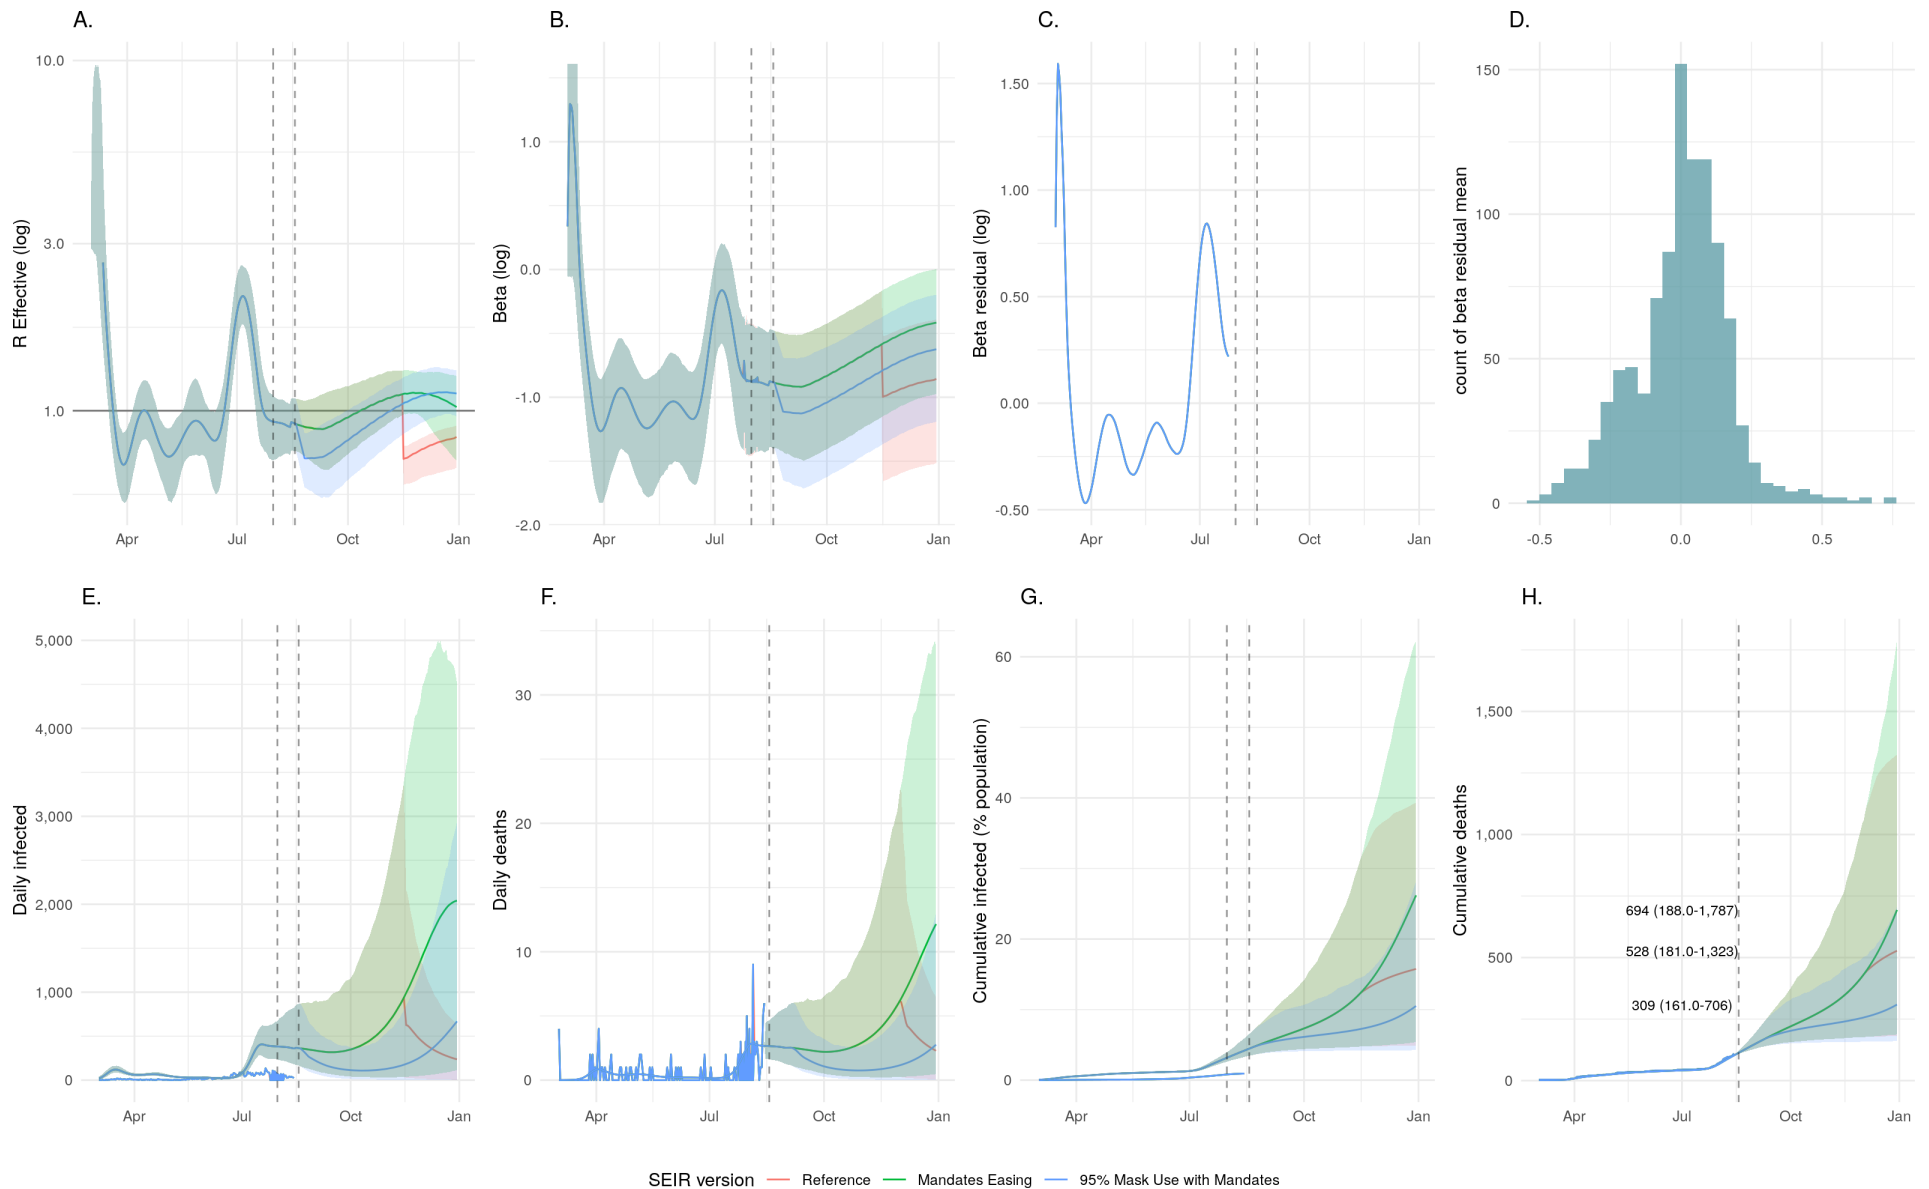 A.
R Effective (log)
10.0
3.0
1.0
Apr Jul Oct Jan
B.
Beta (log)
1.0
0.0
-1.0
-2.0
Apr Jul Oct Jan
C.
Beta residual (log)
1.50
1.00
0.50
0.00
-0.50
Apr Jul Oct Jan
D.
count of beta residual mean
150
100
50
0
-0.5 0.0 0.5
E.
Daily infected
5,000
4,000
3,000
2,000
1,000
0
Apr Jul Oct Jan
F.
Daily deaths
30
20
10
0
Apr Jul Oct Jan
G.
Cumulative infected (% population)
60
40
20
0
Apr Jul Oct Jan
H.
Cumulative deaths
1,500
1,000
500
0
694 (188.0-1,787)
528 (181.0-1,323)
309 (161.0-706)
Apr Jul Oct Jan
SEIR version Reference Mandates Easing 95% Mask Use with Mandates